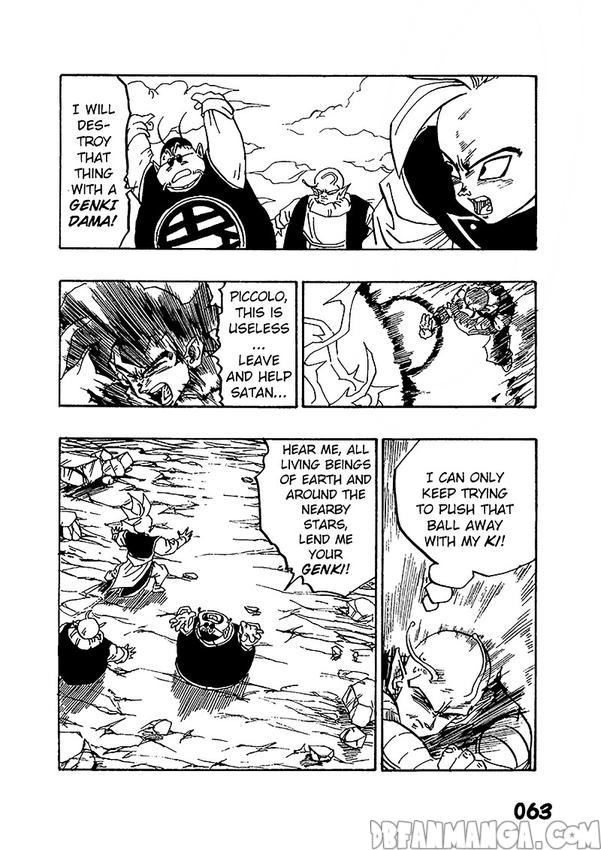 I WILL
DES-
TROY
THAT
THING
WITH A
GENKI
DAMA!
PICCOLO,
THIS IS
USELESS
...
LEAVE
AND HELP
SATAN...
HEAR ME, ALL
LIVING BEINGS
OF EARTH AND
AROUND THE
NEARBY
STARS,
LEND ME
YOUR
GENKI!
I CAN ONLY
KEEP TRYING
TO PUSH THAT
BALL AWAY
WITH MY KI!
063
DBFANMANGA.COM